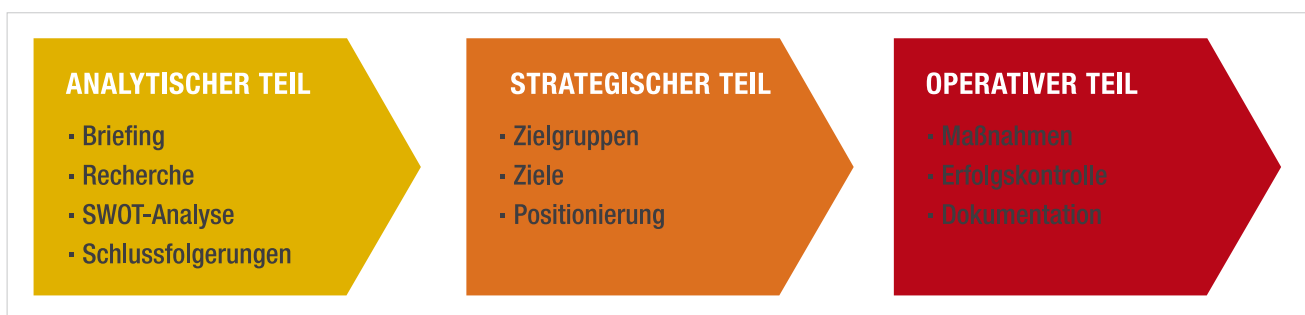 ANALYTISCHER TEIL
· Briefing
· Recherche
· SWOT-Analyse
· Schlussfolgerungen
STRATEGISCHER TEIL
· Zielgruppen
· Ziele
· Positionierung
OPERATIVER TEIL
· Maßnahmen
· Erfolgskontrolle
· Dokumentation